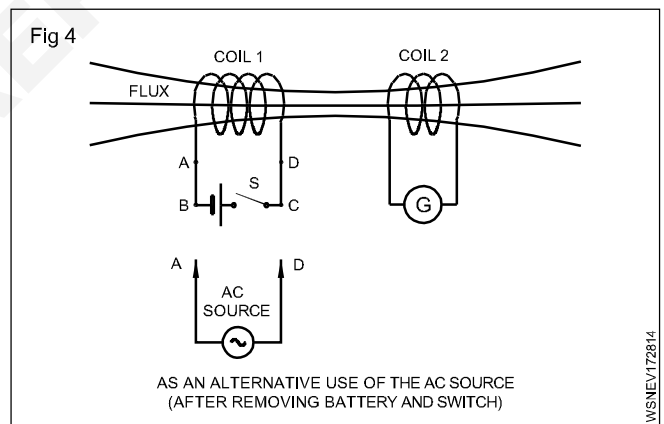 Fig 4
COIL 1
COIL 2
FLUX
A
D
S
B
C
G
A
D
AC
SOURCE
AS AN ALTERNATIVE USE OF THE AC SOURCE
(AFTER REMOVING BATTERY AND SWITCH)
WSNEV172814